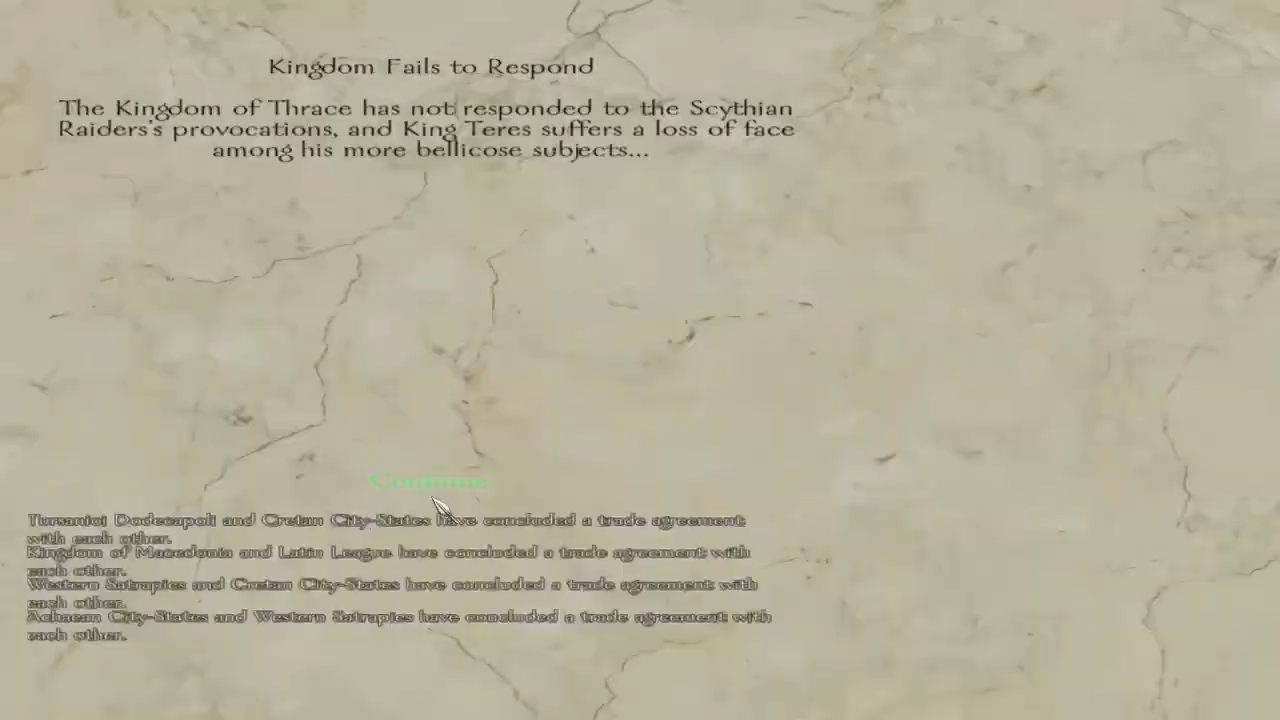 Kingdom Fails to Respond
The Kingdom of Thrace has not responded to the Scythian
Raiders's provocations, and King Teres suffers a loss of face
among his more bellicose subjects...
Continue
Tursanioi Dodecapoli and Cretan City-States have concluded a trade agreement
with each other.
Kingdom of Macedonia and Latin League have concluded a trade agreement with
each other.
Western Satrapies and Cretan City-States have concluded a trade agreement with
each other.
Achaean City-States and Western Satrapies have concluded a trade agreement with
each other.